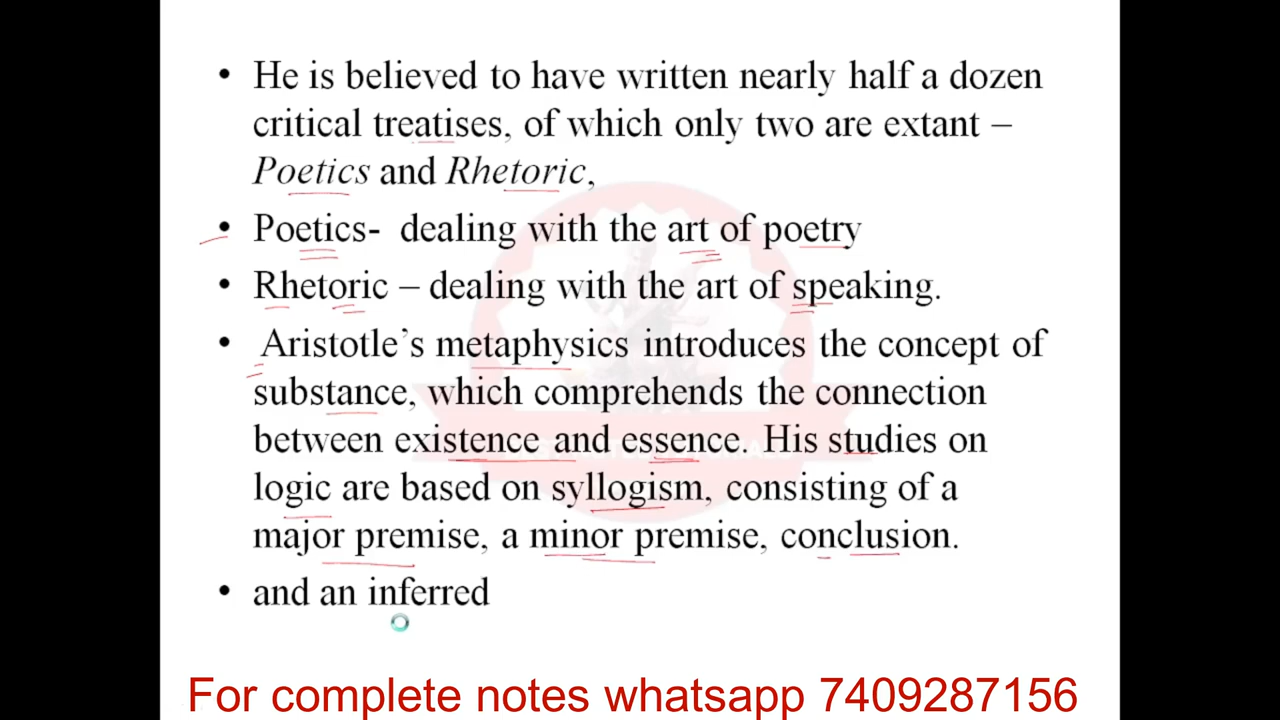 • He is believed to have written nearly half a dozen
critical treatises, of which only two are extant –
Poetics and Rhetoric,
• Poetics- dealing with the art of poetry
• Rhetoric – dealing with the art of speaking.
• Aristotle’s metaphysics introduces the concept of
substance, which comprehends the connection
between existence and essence. His studies on
logic are based on syllogism, consisting of a
major premise, a minor premise, conclusion.
• and an inferred
For complete notes whatsapp 7409287156